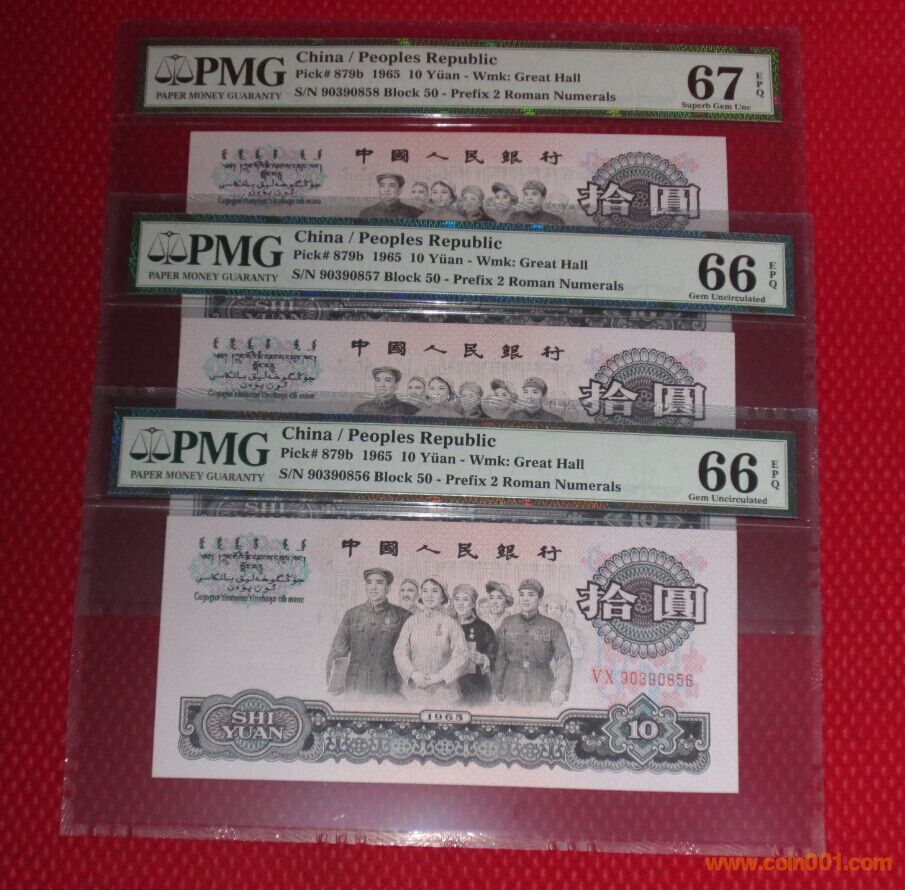 PMG
PAPER MONEY GUARANTY
China / Peoples Republic
Pick# 879b 1965 10 Yüan - Wmk: Great Hall
S/N 90390858 Block 50 - Prefix 2 Roman Numerals
67
EPQ
Superb Gem Unc
中國人民銀行
拾圓
PMG
PAPER MONEY GUARANTY
China / Peoples Republic
Pick# 879b 1965 10 Yüan - Wmk: Great Hall
S/N 90390857 Block 50 - Prefix 2 Roman Numerals
66
EPQ
Gem Uncirculated
SHI
YUAN
10
中國人民銀行
拾圓
PMG
PAPER MONEY GUARANTY
China / Peoples Republic
Pick# 879b 1965 10 Yüan - Wmk: Great Hall
S/N 90390856 Block 50 - Prefix 2 Roman Numerals
66
EPQ
Gem Uncirculated
SHI
10
中國人民銀行
拾圓
VX 90390856
1965
SHI
YUAN
10
www.coin001.com